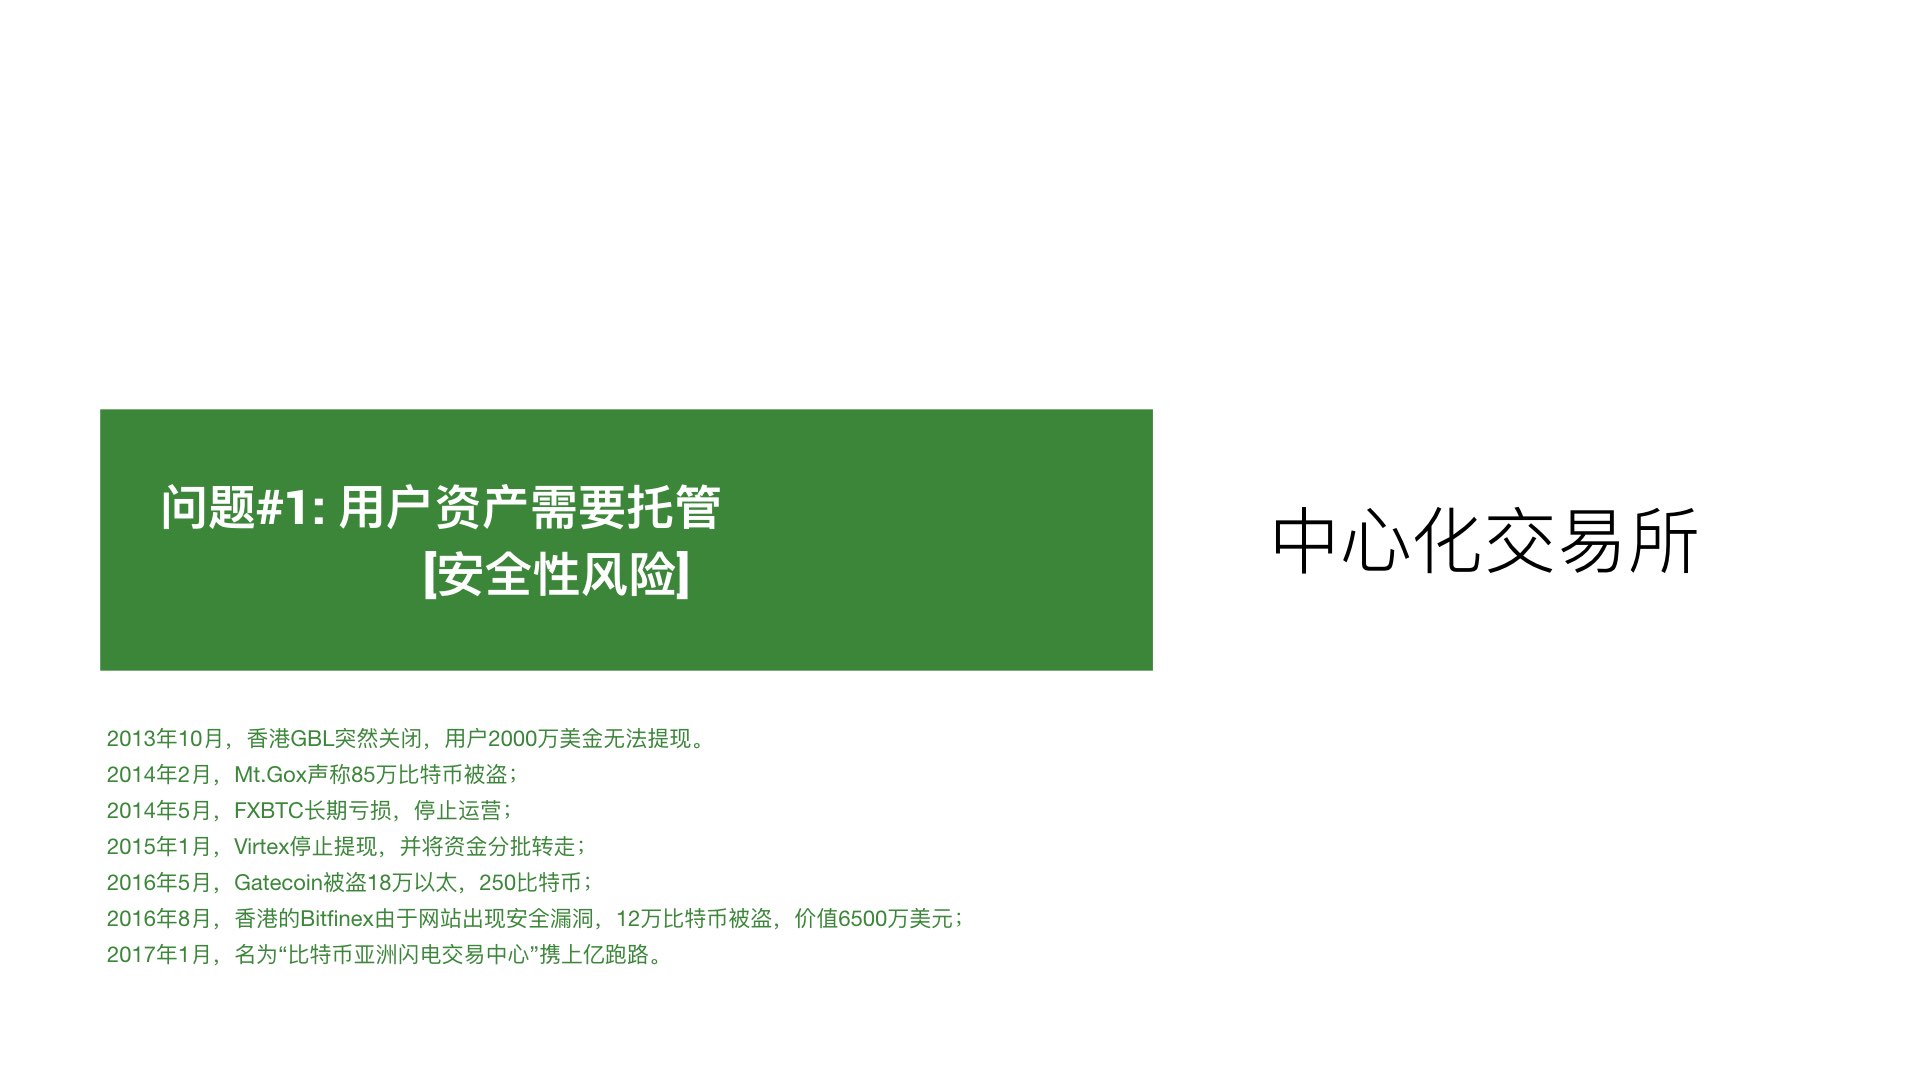 问题#1: 用户资产需要托管
[安全性风险]
中心化交易所
2013年10月，香港GBL突然关闭，用户2000万美金无法提现。
2014年2月，Mt.Gox声称85万比特币被盗；
2014年5月，FXBTC长期亏损，停止运营；
2015年1月，Virtex停止提现，并将资金分批转走；
2016年5月，Gatecoin被盗18万以太，250比特币；
2016年8月，香港的Bitfinex由于网站出现安全漏洞，12万比特币被盗，价值6500万美元；
2017年1月，名为“比特币亚洲闪电交易中心”携上亿跑路。